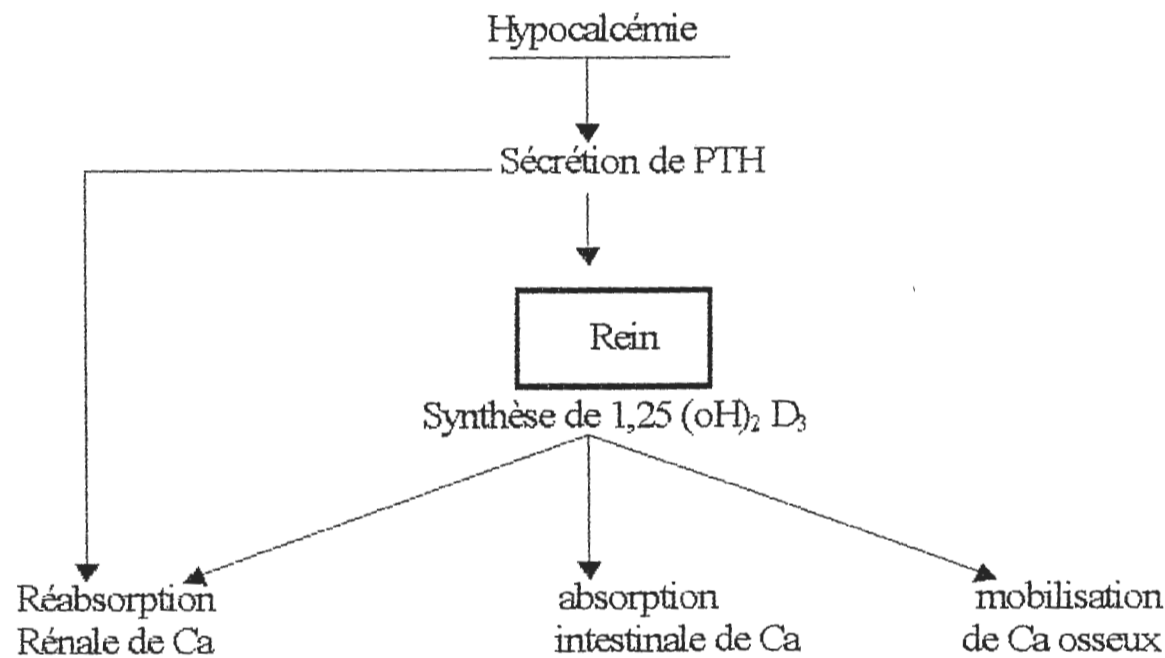 Hypocalcémie
Sécrétion de PTH
Rein
Synthèse de 1,25 (oH)₂ D₃
Réabsorption
Rénale de Ca
absorption
intestinale de Ca
mobilisation
de Ca osseux